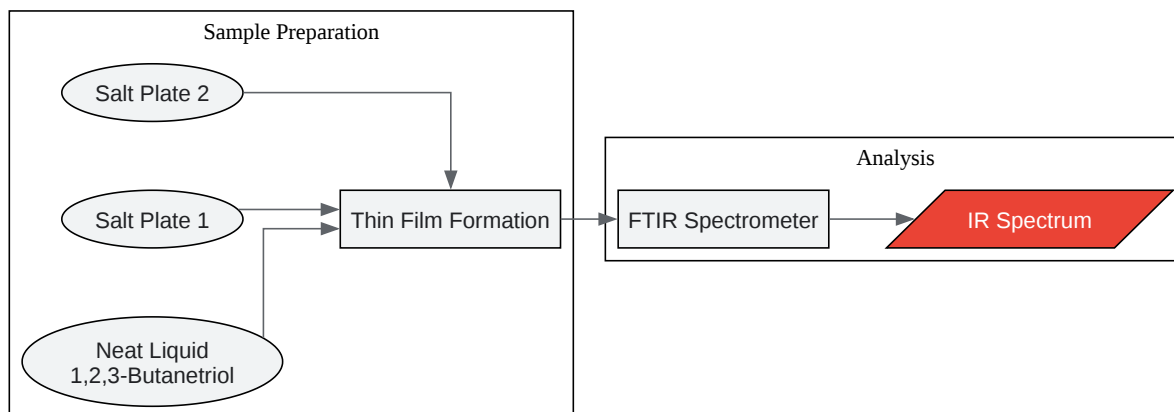 Sample Preparation
Salt Plate 2
Analysis
Salt Plate 1
Thin Film Formation
FTIR Spectrometer
IR Spectrum
Neat Liquid
1,2,3-Butanetriol